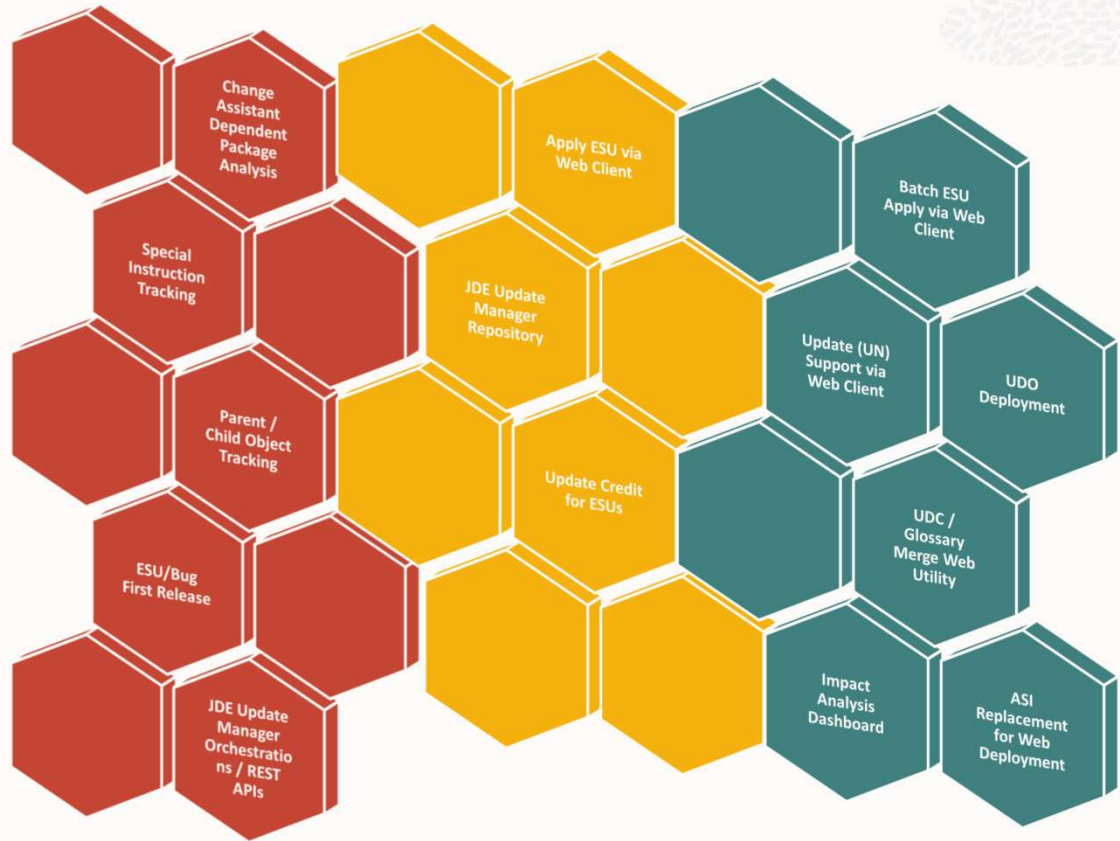 Change
Assistant
Dependent
Package
Analysis
Special
Instruction
Tracking
Parent /
Child Object
Tracking
ESU/Bug
First Release
JDE Update
Manager
Orchestratio
ns / REST
APIs
Apply ESU via
Web Client
JDE Update
Manager
Repository
Update Credit
for ESUs
Batch ESU
Apply via Web
Client
Update (UN)
Support via
Web Client
UDO
Deployment
UDC /
Glossary
Merge Web
Utility
Impact
Analysis
Dashboard
ASI
Replacement
for Web
Deployment